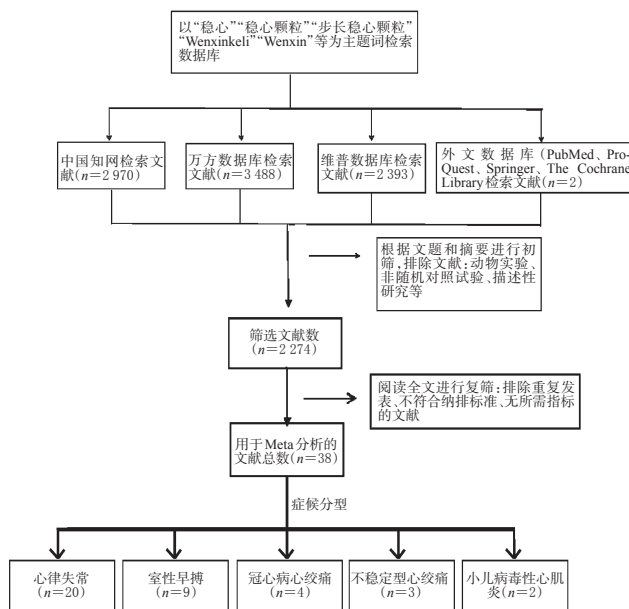 以“稳心”“稳心颗粒”“步长稳心颗粒”
“Wenxinkeli”“Wenxin”等为主题词检索
数据库
中国知网检索文
献(n=2 970)
万方数据库检索
文献(n=3 488)
维普数据库检索
文献(n=2 393)
外文数据库(PubMed、Pro-
Quest、Springer、The Cochrane
Library检索文献(n=2)
根据文题和摘要进行初
筛,排除文献:动物实验、
非随机对照试验、描述性
研究等
筛选文献数
(n=2 274)
阅读全文进行复筛:排除重复发
表、不符合纳排标准、无所需指标
的文献
用于Meta分析的
文献总数(n=38)
症候分型
心律失常
(n=20)
室性早搏
(n=9)
冠心病心绞痛
(n=4)
不稳定型心绞痛
(n=3)
小儿病毒性心肌
炎(n=2)